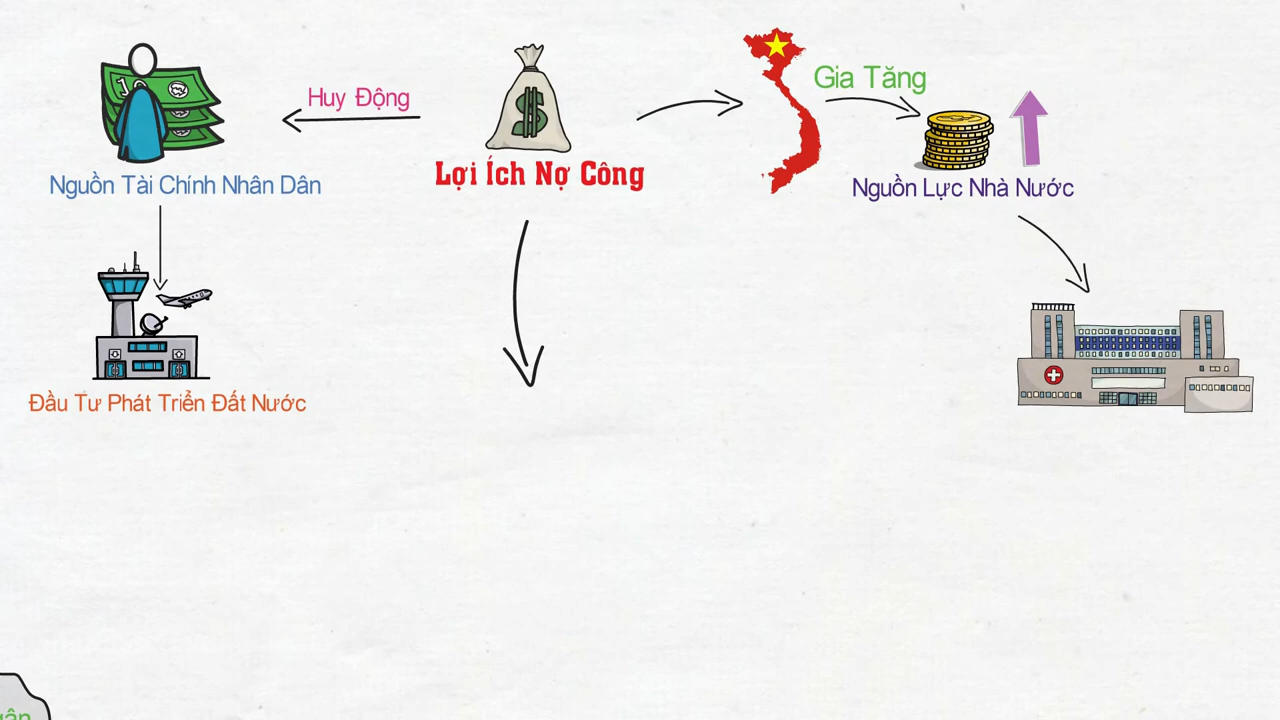 Huy Động
Gia Tăng
Lợi Ích Nợ Công
Nguồn Tài Chính Nhân Dân
Nguồn Lực Nhà Nước
Đầu Tư Phát Triển Đất Nước